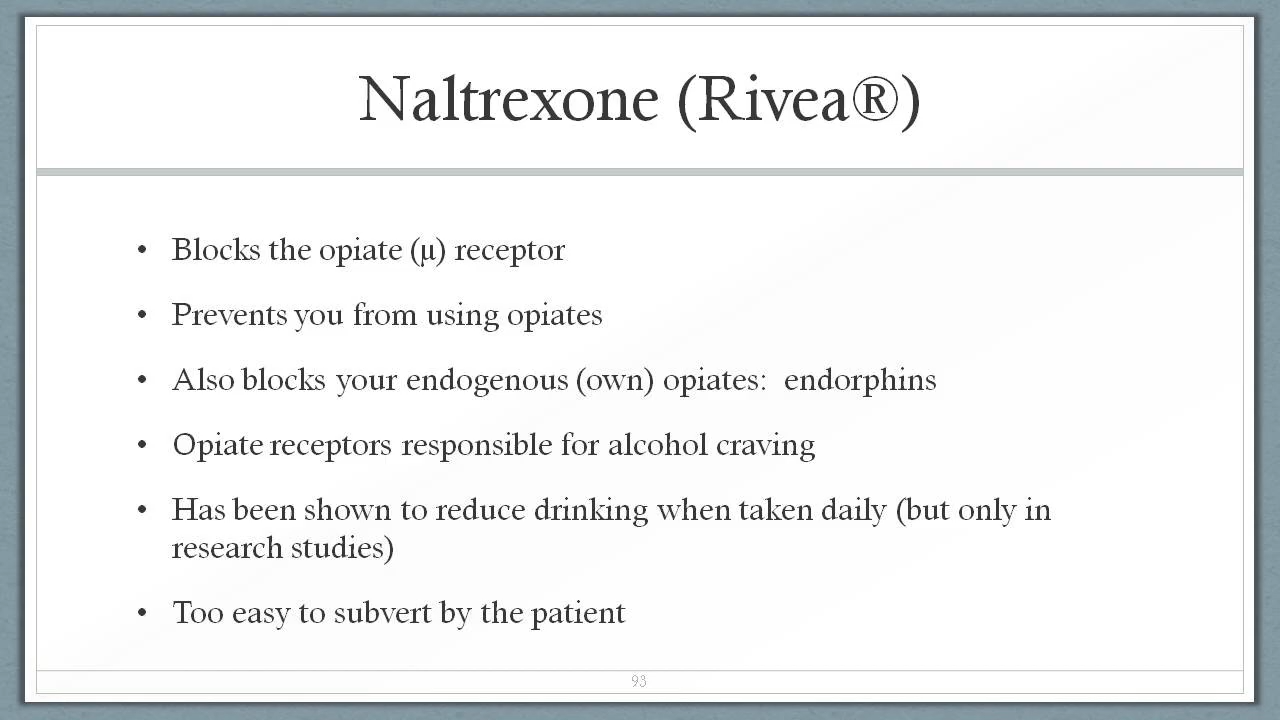 Naltrexone (Rivea®)
• Blocks the opiate (µ) receptor
• Prevents you from using opiates
• Also blocks your endogenous (own) opiates: endorphins
• Opiate receptors responsible for alcohol craving
• Has been shown to reduce drinking when taken daily (but only in
research studies)
• Too easy to subvert by the patient
93